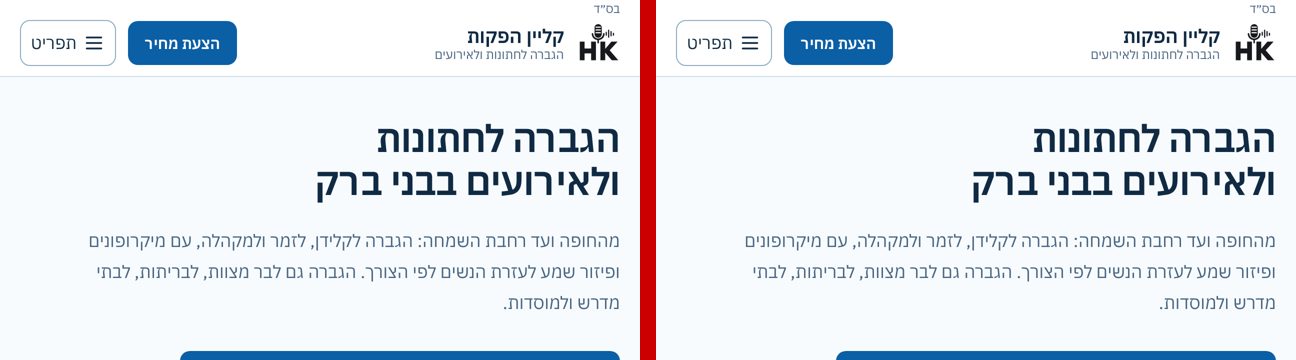 בס״ד
HK
קליין הפקות
הגברה לחתונות ולאירועים
הצעת מחיר
תפריט
הגברה לחתונות
ולאירועים בבני ברק
מהחופה ועד רחבת השמחה: הגברה לקלידן, לזמר ולמקהלה, עם מיקרופונים
ופיזור שמע לעזרת הנשים לפי הצורך. הגברה גם לבר מצוות, לבריתות, לבתי
מדרש ולמוסדות.
בס״ד
HK
קליין הפקות
הגברה לחתונות ולאירועים
הצעת מחיר
תפריט
הגברה לחתונות
ולאירועים בבני ברק
מהחופה ועד רחבת השמחה: הגברה לקלידן, לזמר ולמקהלה, עם מיקרופונים
ופיזור שמע לעזרת הנשים לפי הצורך. הגברה גם לבר מצוות, לבריתות, לבתי
מדרש ולמוסדות.